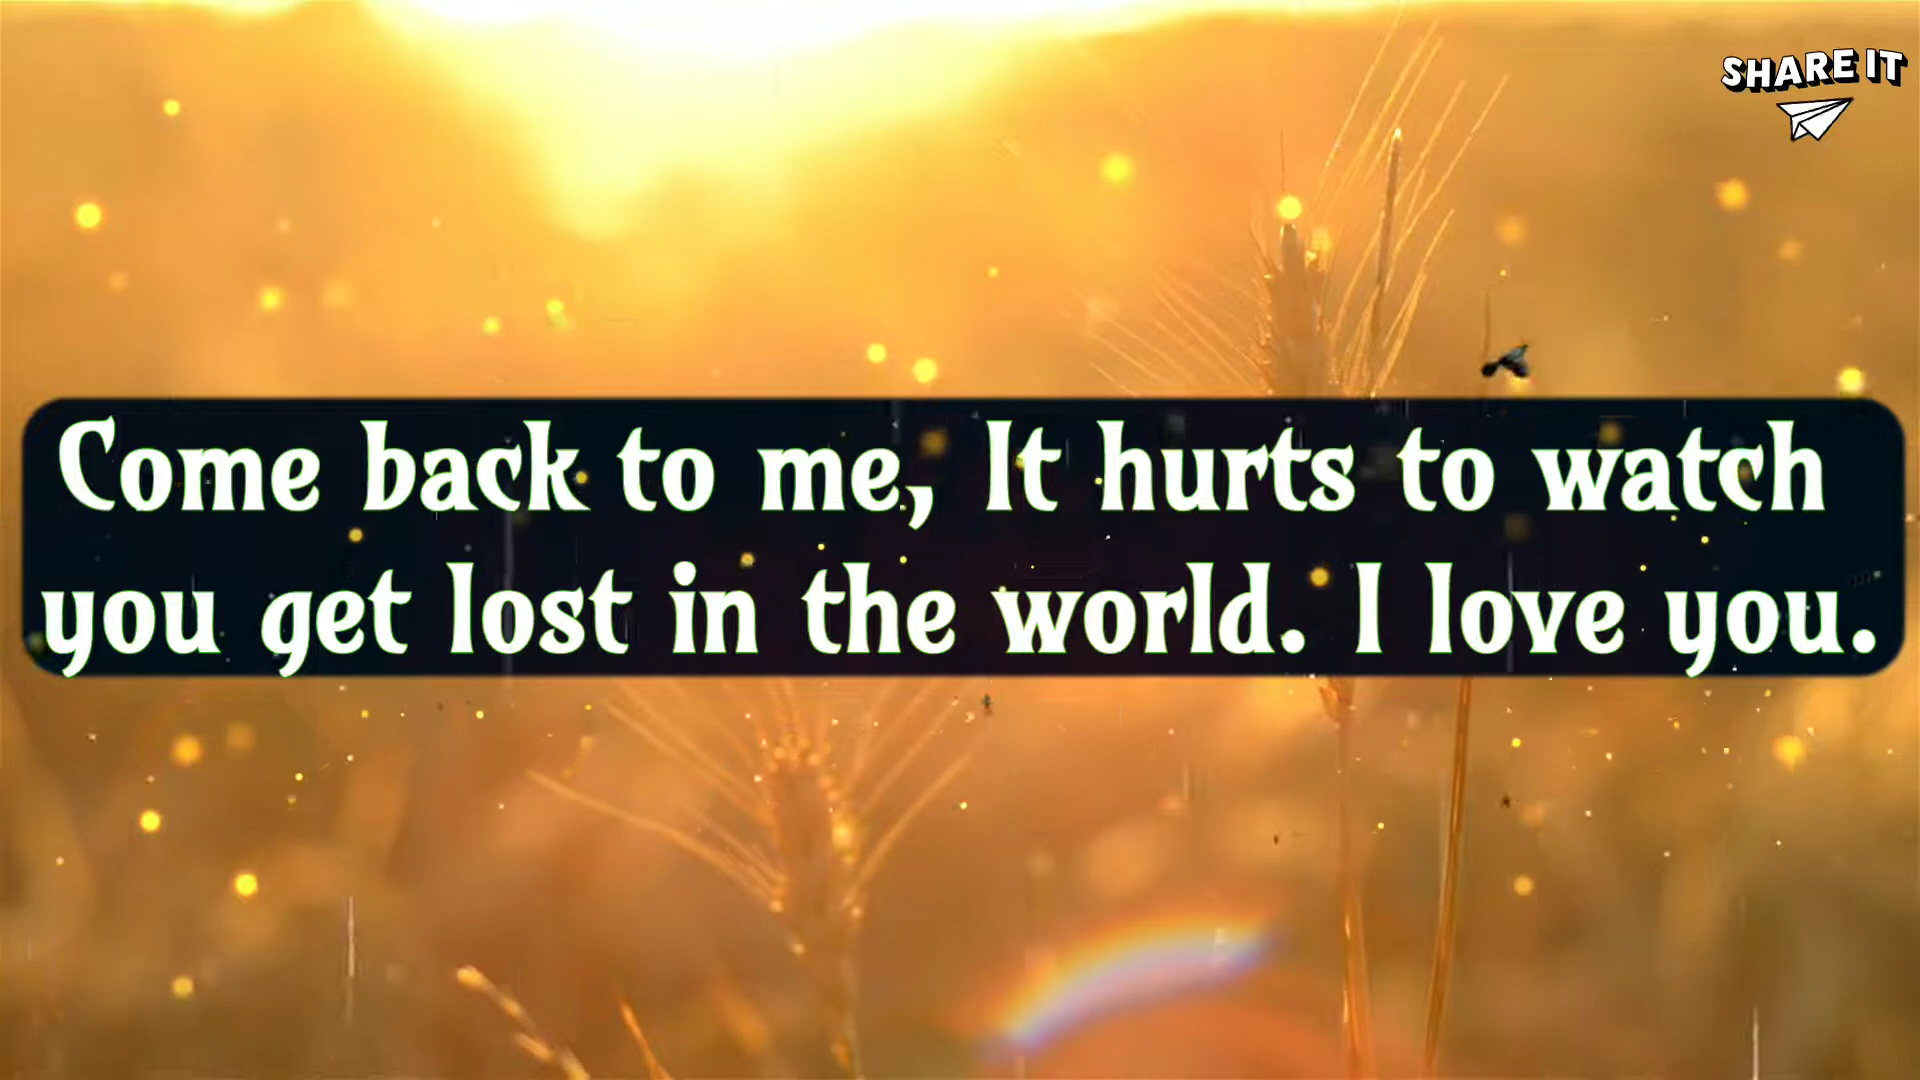 SHARE IT
Come back to me, It hurts to watch
you get lost in the world. I love you.